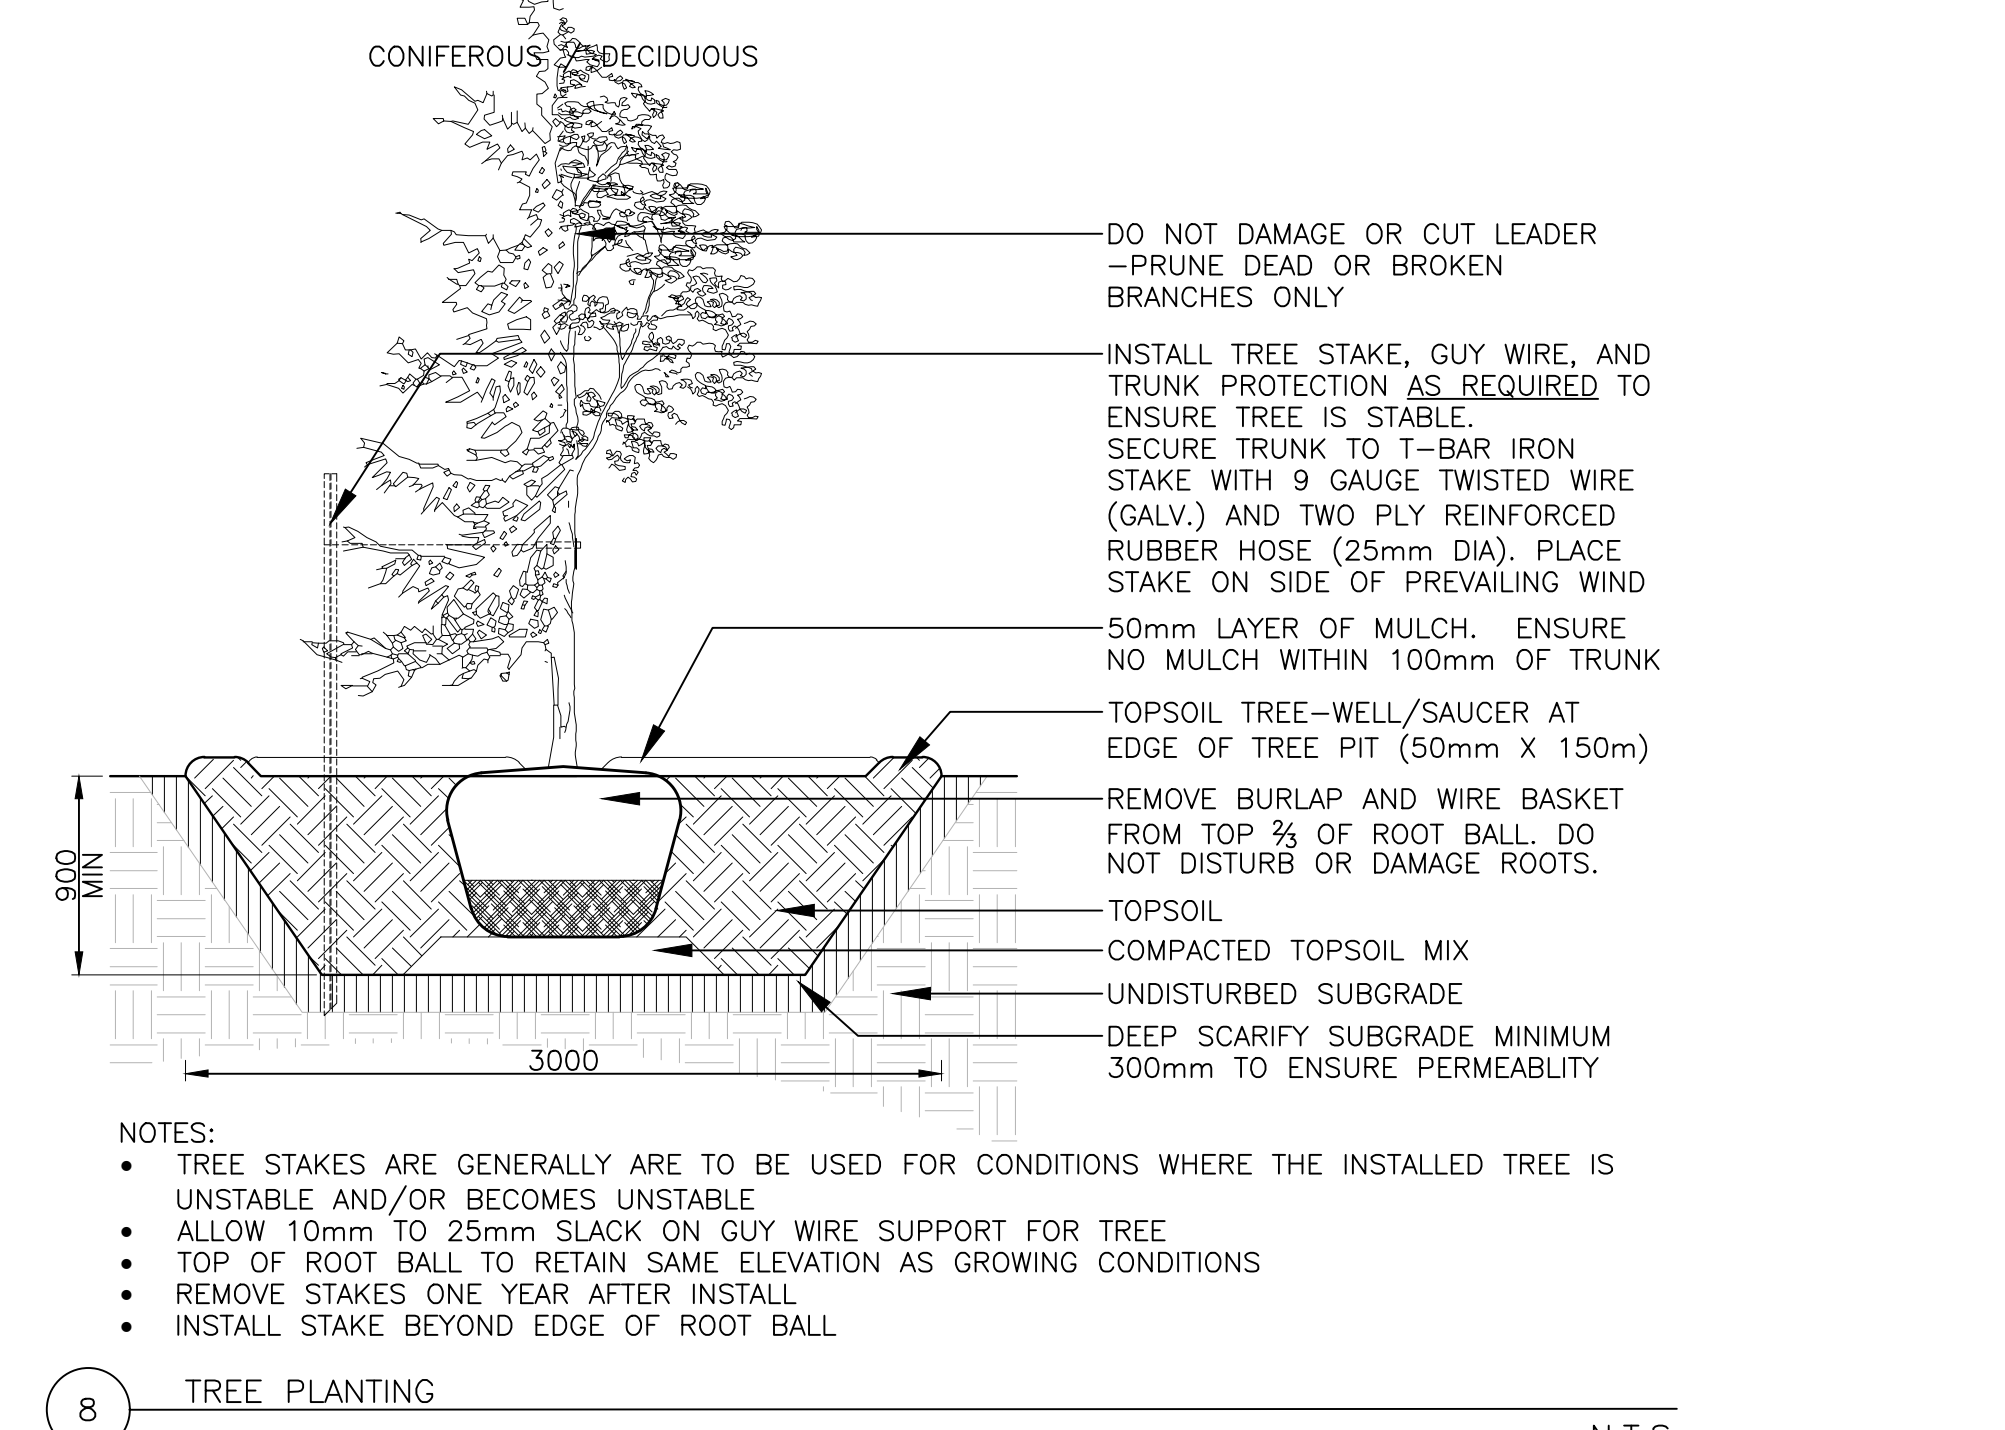 CONIFEROUS / DECIDUOUS
DO NOT DAMAGE OR CUT LEADER
-PRUNE DEAD OR BROKEN
BRANCHES ONLY
INSTALL TREE STAKE, GUY WIRE, AND
TRUNK PROTECTION AS REQUIRED TO
ENSURE TREE IS STABLE.
SECURE TRUNK TO T-BAR IRON
STAKE WITH 9 GAUGE TWISTED WIRE
(GALV.) AND TWO PLY REINFORCED
RUBBER HOSE (25mm DIA). PLACE
STAKE ON SIDE OF PREVAILING WIND
50mm LAYER OF MULCH. ENSURE
NO MULCH WITHIN 100mm OF TRUNK
TOPSOIL TREE-WELL/SAUCER AT
EDGE OF TREE PIT (50mm X 150m)
REMOVE BURLAP AND WIRE BASKET
FROM TOP ⅔ OF ROOT BALL. DO
NOT DISTURB OR DAMAGE ROOTS.
TOPSOIL
COMPACTED TOPSOIL MIX
UNDISTURBED SUBGRADE
DEEP SCARIFY SUBGRADE MINIMUM
300mm TO ENSURE PERMEABLITY
900
MIN
3000
NOTES:
• TREE STAKES ARE GENERALLY ARE TO BE USED FOR CONDITIONS WHERE THE INSTALLED TREE IS
UNSTABLE AND/OR BECOMES UNSTABLE
• ALLOW 10mm TO 25mm SLACK ON GUY WIRE SUPPORT FOR TREE
• TOP OF ROOT BALL TO RETAIN SAME ELEVATION AS GROWING CONDITIONS
• REMOVE STAKES ONE YEAR AFTER INSTALL
• INSTALL STAKE BEYOND EDGE OF ROOT BALL
8
TREE PLANTING